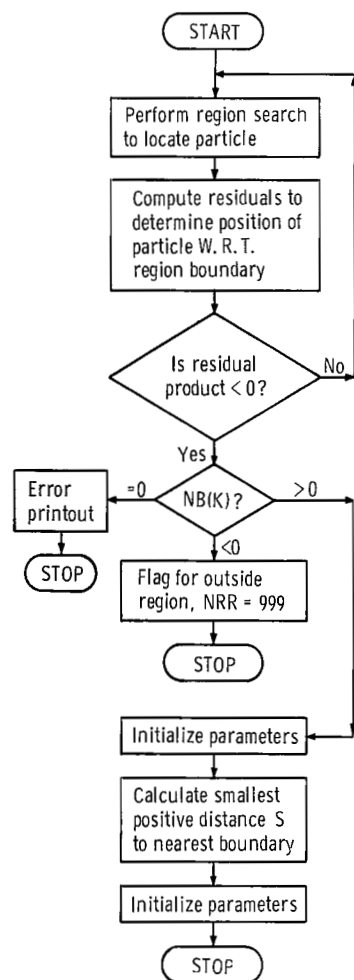 START
Perform region search
to locate particle
Compute residuals to
determine position of
particle W. R. T.
region boundary
Is residual
product < 0?
No
Yes
=0
NB(K)?
>0
Error
printout
<0
STOP
Flag for outside
region, NRR = 999
STOP
Initialize parameters
Calculate smallest
positive distance S
to nearest boundary
Initialize parameters
STOP